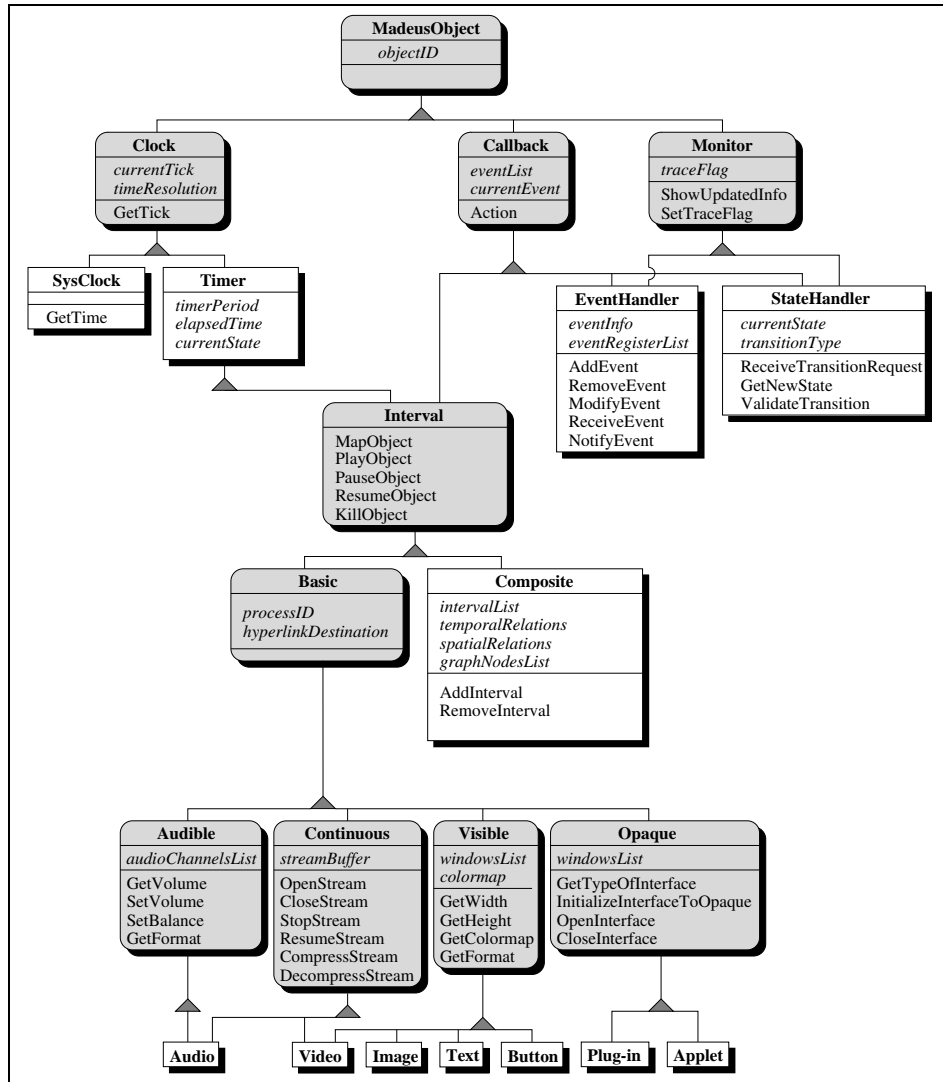 MadeusObject
objectID
Clock
currentTick
timeResolution
GetTick
Callback
eventList
currentEvent
Action
Monitor
traceFlag
ShowUpdatedInfo
SetTraceFlag
SysClock
GetTime
Timer
timerPeriod
elapsedTime
currentState
EventHandler
eventInfo
eventRegisterList
AddEvent
RemoveEvent
ModifyEvent
ReceiveEvent
NotifyEvent
StateHandler
currentState
transitionType
ReceiveTransitionRequest
GetNewState
ValidateTransition
Interval
MapObject
PlayObject
PauseObject
ResumeObject
KillObject
Basic
processID
hyperlinkDestination
Composite
intervalList
temporalRelations
spatialRelations
graphNodesList
AddInterval
RemoveInterval
Audible
audioChannelsList
GetVolume
SetVolume
SetBalance
GetFormat
Continuous
streamBuffer
OpenStream
CloseStream
StopStream
ResumeStream
CompressStream
DecompressStream
Visible
windowsList
colormap
GetWidth
GetHeight
GetColormap
GetFormat
Opaque
windowsList
GetTypeOfInterface
InitializeInterfaceToOpaque
OpenInterface
CloseInterface
Audio
Video
Image
Text
Button
Plug-in
Applet